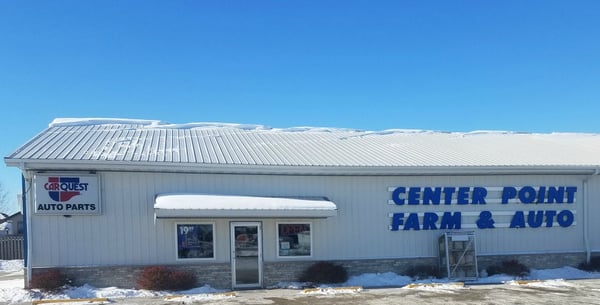 CARQUEST
AUTO PARTS
CENTER POINT
FARM & AUTO